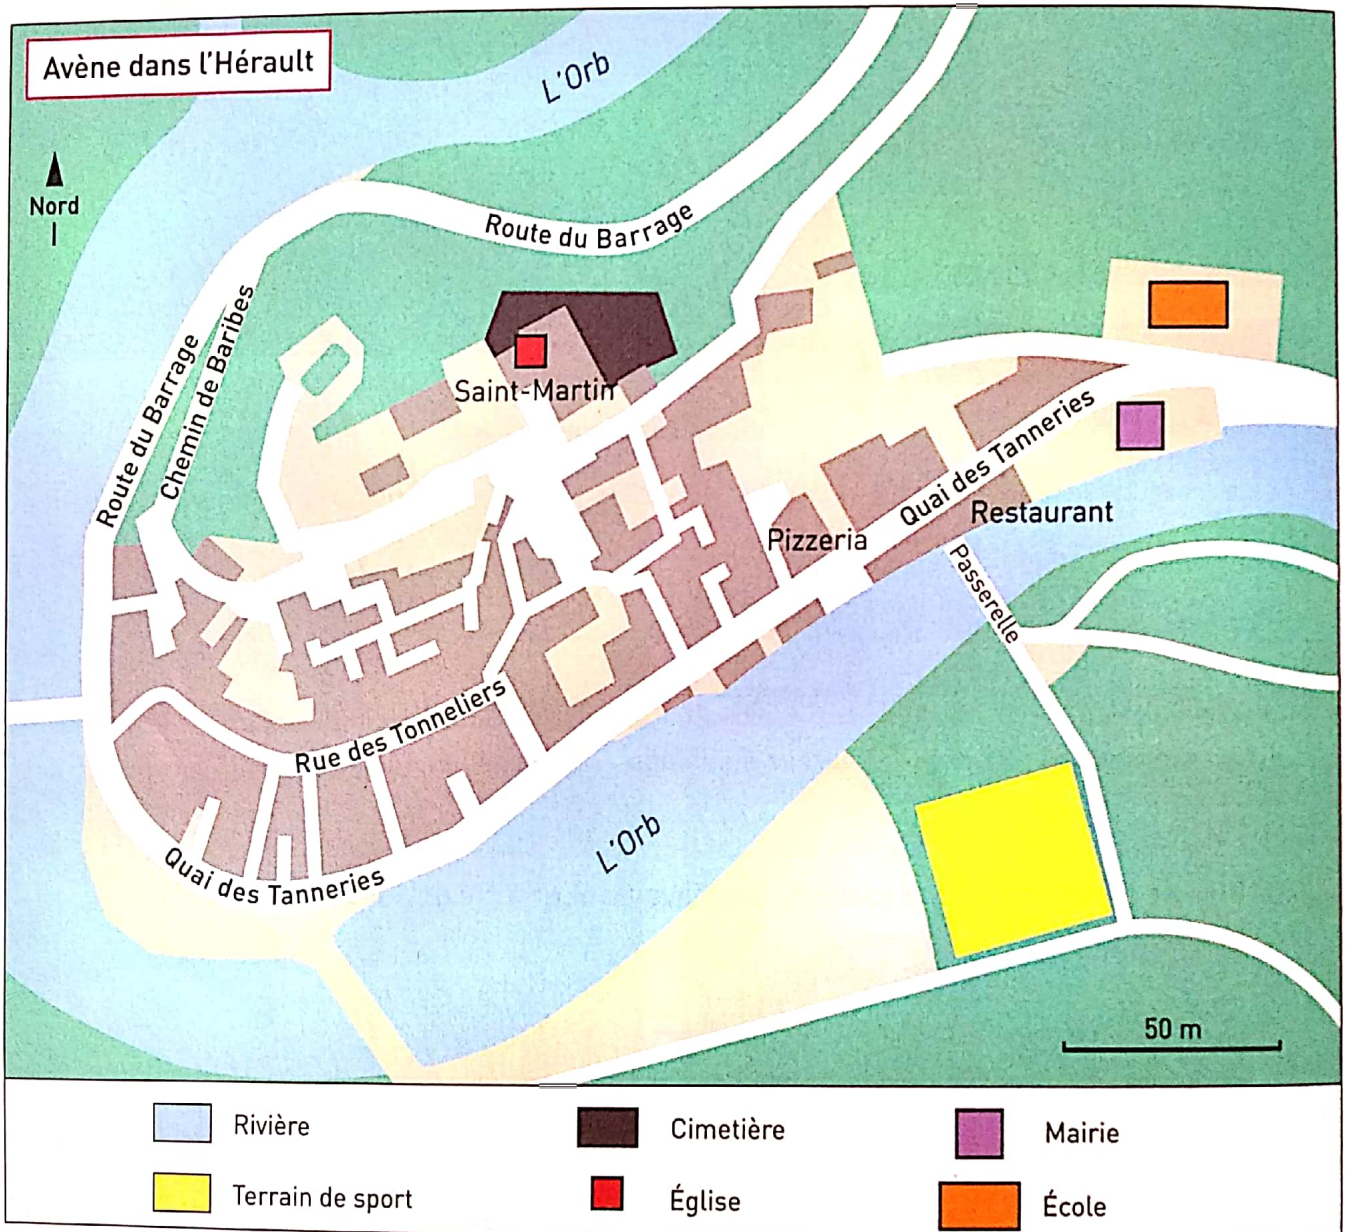 Avène dans l'Hérault
L'Orb
Nord
Route du Barrage
Route du Barrage
Chemin de Baribes
Saint-Martin
Quai des Tanneries
Restaurant
Pizzeria
Passerelle
Rue des Tonneliers
L'Orb
Quai des Tanneries
50 m
Rivière
Cimetière
Mairie
Terrain de sport
Église
École